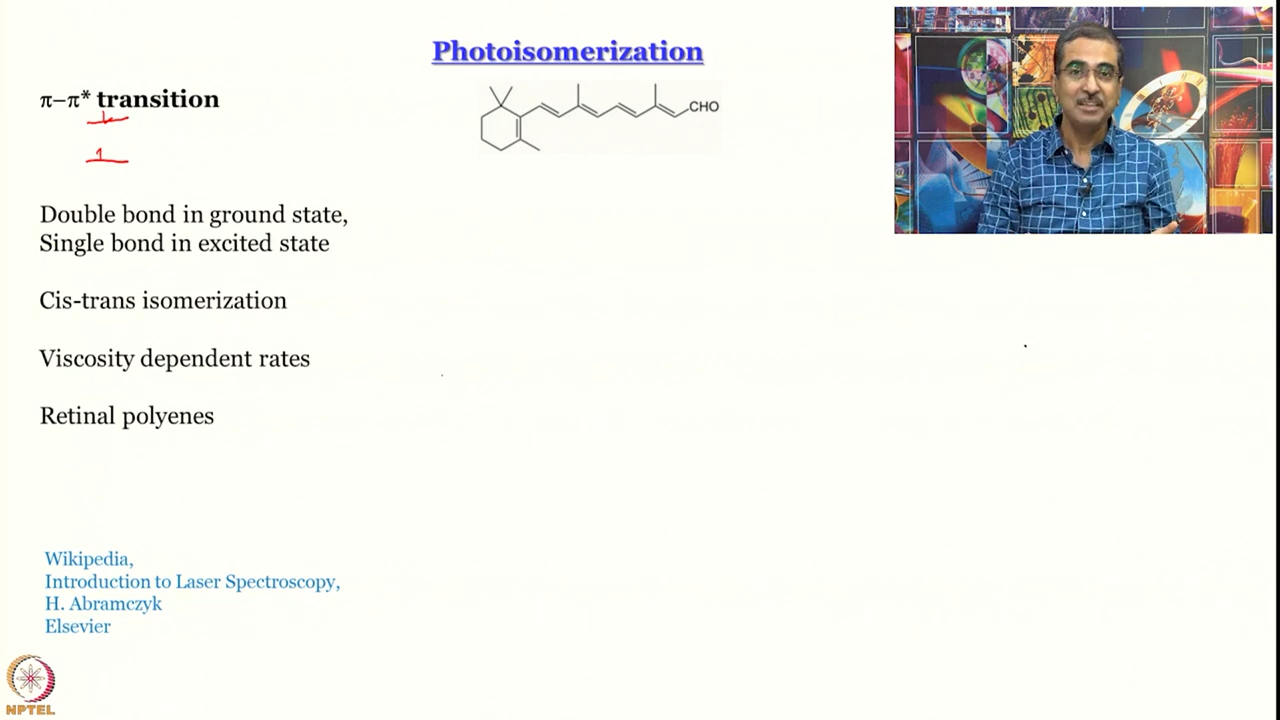 Photoisomerization
π–π* transition
CHO
Double bond in ground state,
Single bond in excited state
Cis-trans isomerization
Viscosity dependent rates
Retinal polyenes
Wikipedia,
Introduction to Laser Spectroscopy,
H. Abramczyk
Elsevier
NPTEL